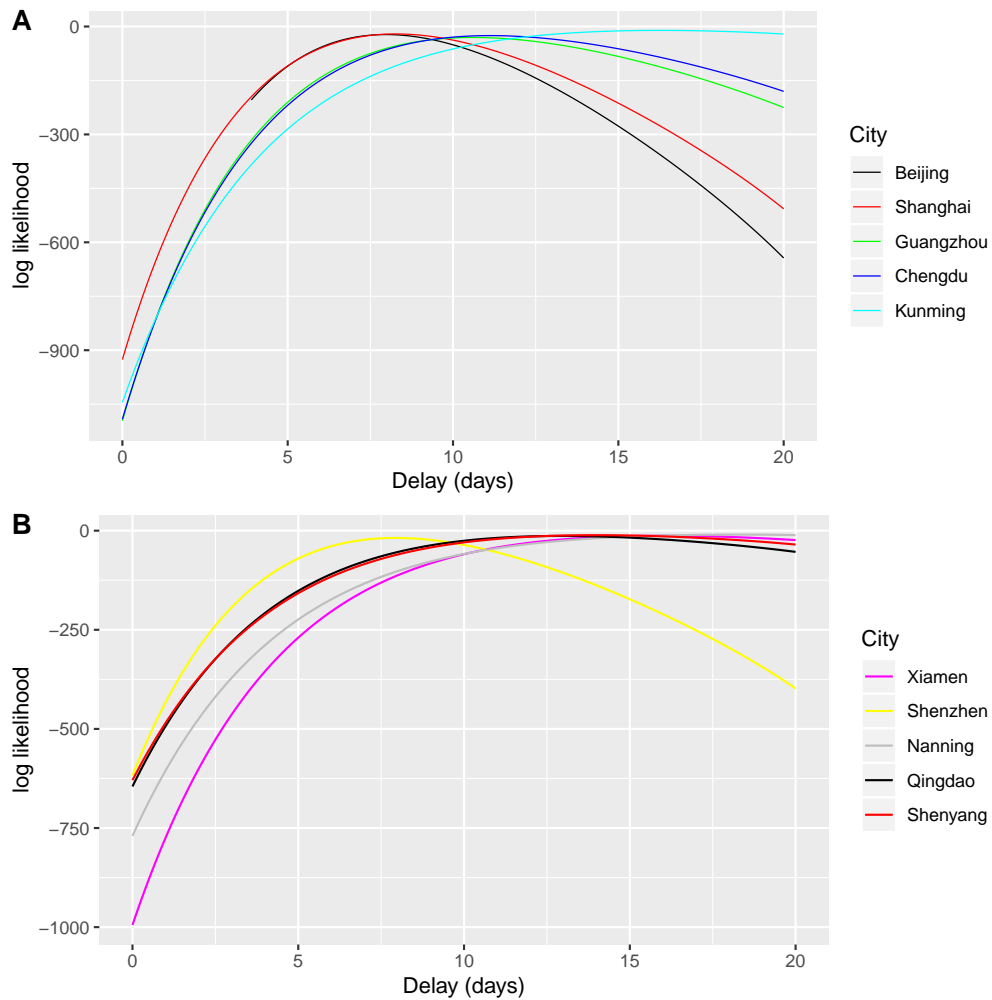 A
0
−300
−600
−900
log likelihood
0 5 10 15 20
Delay (days)
City
Beijing
Shanghai
Guangzhou
Chengdu
Kunming
B
0
−250
−500
−750
−1000
log likelihood
0 5 10 15 20
Delay (days)
City
Xiamen
Shenzhen
Nanning
Qingdao
Shenyang